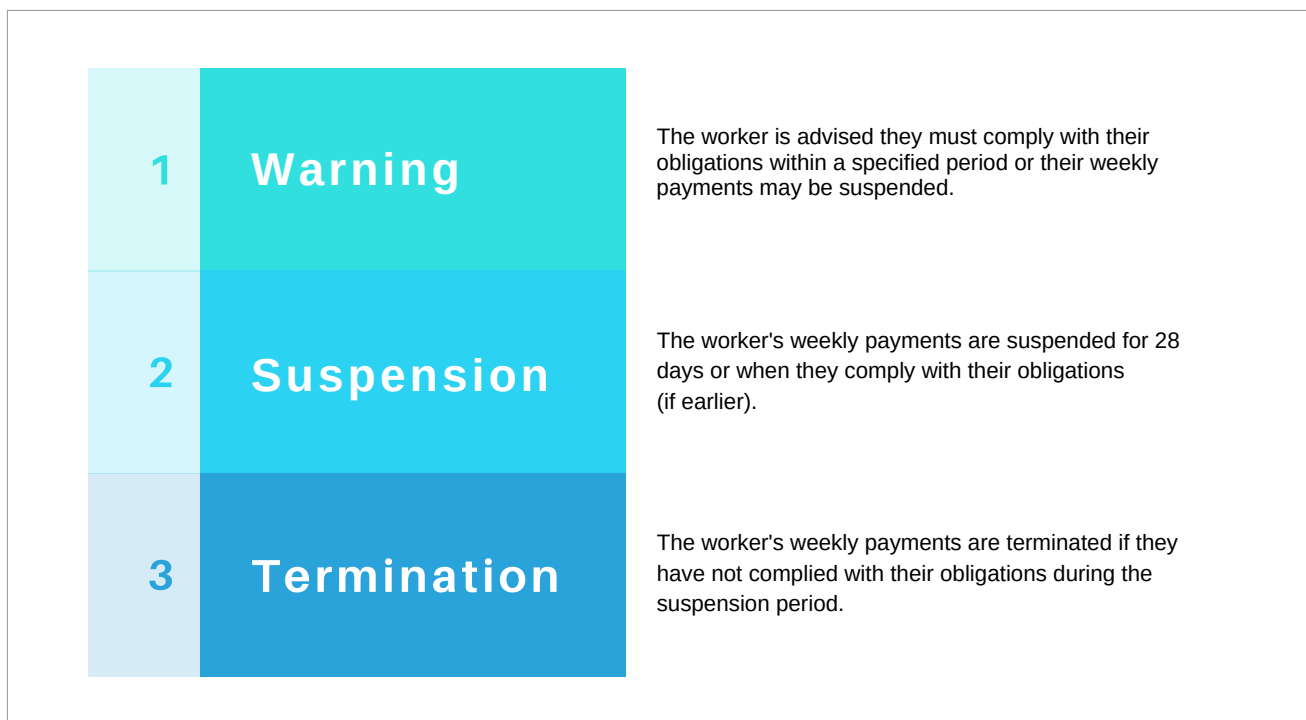 1
Warning
The worker is advised they must comply with their
obligations within a specified period or their weekly
payments may be suspended.
2
Suspension
The worker's weekly payments are suspended for 28
days or when they comply with their obligations
(if earlier).
3
Termination
The worker's weekly payments are terminated if they
have not complied with their obligations during the
suspension period.